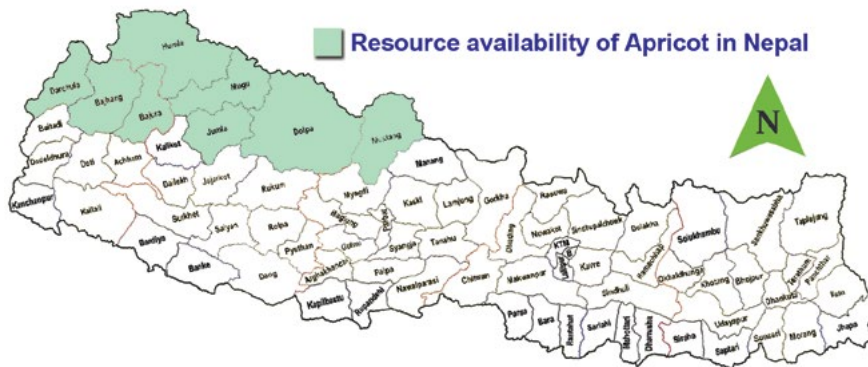 Resource availability of Apricot in Nepal
N
Humla
Darchula
Bajhang
Mugu
Bajura
Jumla
Dolpa
Mustang
Baitadi
Kalikot
Manang
Doti
Achham
Dailekh
Jajarkot
Rukum
Myagdi
Kaski
Lamjung
Gorkha
Rasuwa
Kanchanpur
Kailali
Surkhet
Salyan
Rolpa
Parbat
Dhading
Nuwakot
Sindhupalchowk
Dolakha
Solukhumbu
Sankhuwasabha
Taplejung
Bardiya
Pyuthan
Gulmi
Syangja
Tanahu
KTM
Kavre
Ramechhap
Banke
Dang
Arghakhanchi
Palpa
Nawalparasi
Chitwan
Makwanpur
Okhaldhunga
Khotang
Bhojpur
Terathum
Panchthar
Kapilbastu
Rupandehi
Sindhuli
Dhankuta
Ilam
Parsa
Bara
Rautahat
Sarlahi
Mahottari
Dhanusha
Siraha
Udayapur
Saptari
Sunsari
Morang
Jhapa